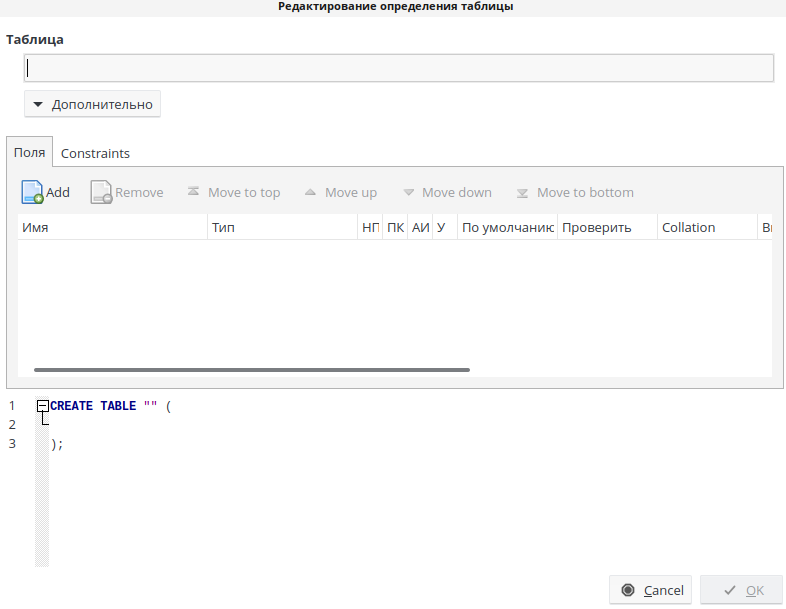 Редактирование определения таблицы
Таблица
Дополнительно
Поля Constraints
Add Remove Move to top Move up Move down Move to bottom
Имя Тип НП ПК АИ У По умолчанию Проверить Collation
1 CREATE TABLE "" (
2
3 );
Cancel OK